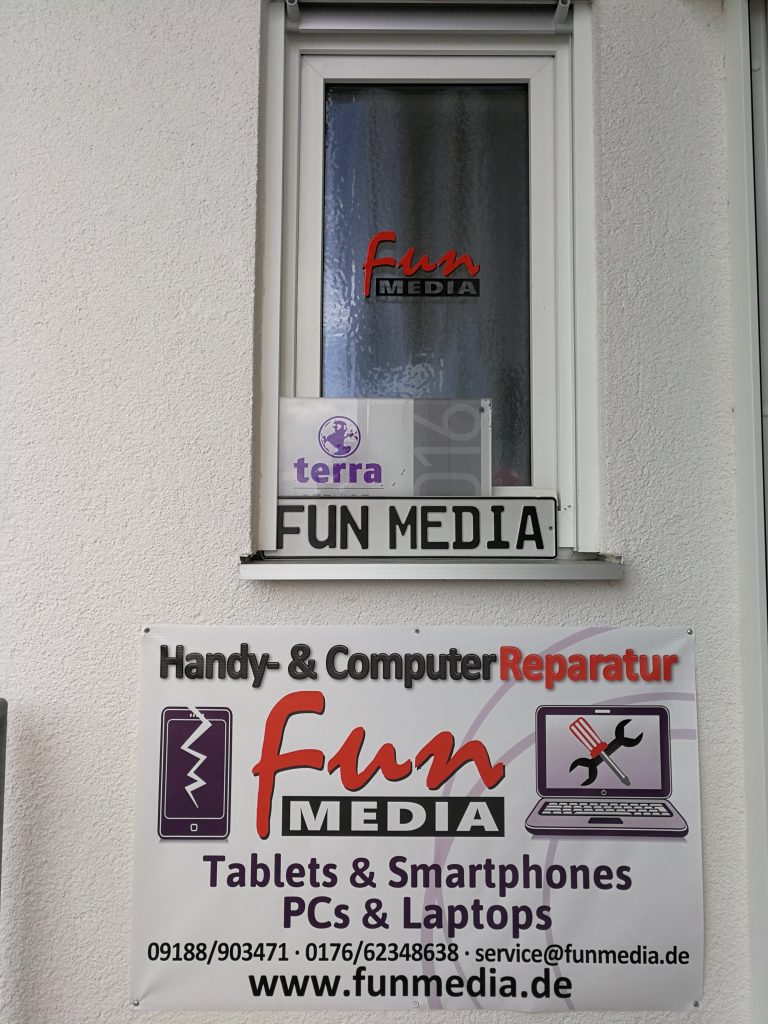 Fun
MEDIA
016
terra
FUN MEDIA
Handy- & ComputerReparatur
Fun
MEDIA
Tablets & Smartphones
PCs & Laptops
09188/903471 · 0176/62348638 · service@funmedia.de
www.funmedia.de